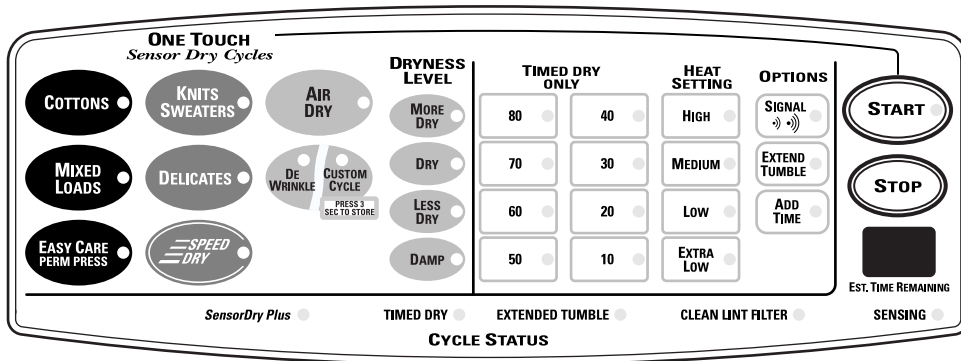 ONE TOUCH
Sensor Dry Cycles
COTTONS
KNITS
SWEATERS
AIR
DRY
MIXED
LOADS
DELICATES
DE
WRINKLE
CUSTOM
CYCLE
PRESS 3
SEC TO STORE
EASY CARE
PERM PRESS
SPEED
DRY
DRYNESS
LEVEL
MORE
DRY
DRY
LESS
DRY
DAMP
TIMED DRY
ONLY
80 40
70 30
60 20
50 10
HEAT
SETTING
HIGH
MEDIUM
LOW
EXTRA
LOW
OPTIONS
SIGNAL
EXTEND
TUMBLE
ADD
TIME
START
STOP
EST. TIME REMAINING
SensorDry Plus TIMED DRY EXTENDED TUMBLE CLEAN LINT FILTER SENSING
CYCLE STATUS